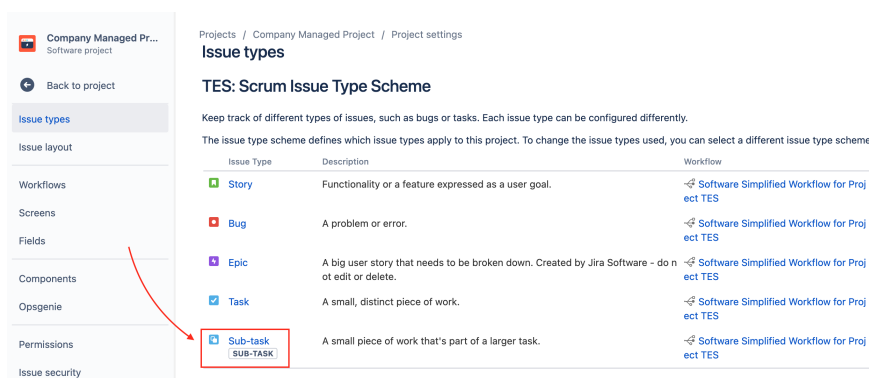 Company Managed Pr...
Software project
Back to project
Issue types
Issue layout
Workflows
Screens
Fields
Components
Opsgenie
Permissions
Issue security
Projects / Company Managed Project / Project settings
Issue types
TES: Scrum Issue Type Scheme
Keep track of different types of issues, such as bugs or tasks. Each issue type can be configured differently.
The issue type scheme defines which issue types apply to this project. To change the issue types used, you can select a different issue type scheme
Issue Type Description Workflow
Story Functionality or a feature expressed as a user goal. Software Simplified Workflow for Proj
ect TES
Bug A problem or error. Software Simplified Workflow for Proj
ect TES
Epic A big user story that needs to be broken down. Created by Jira Software - do n Software Simplified Workflow for Proj
ot edit or delete. ect TES
Task A small, distinct piece of work. Software Simplified Workflow for Proj
ect TES
Sub-task A small piece of work that's part of a larger task. Software Simplified Workflow for Proj
SUB-TASK ect TES